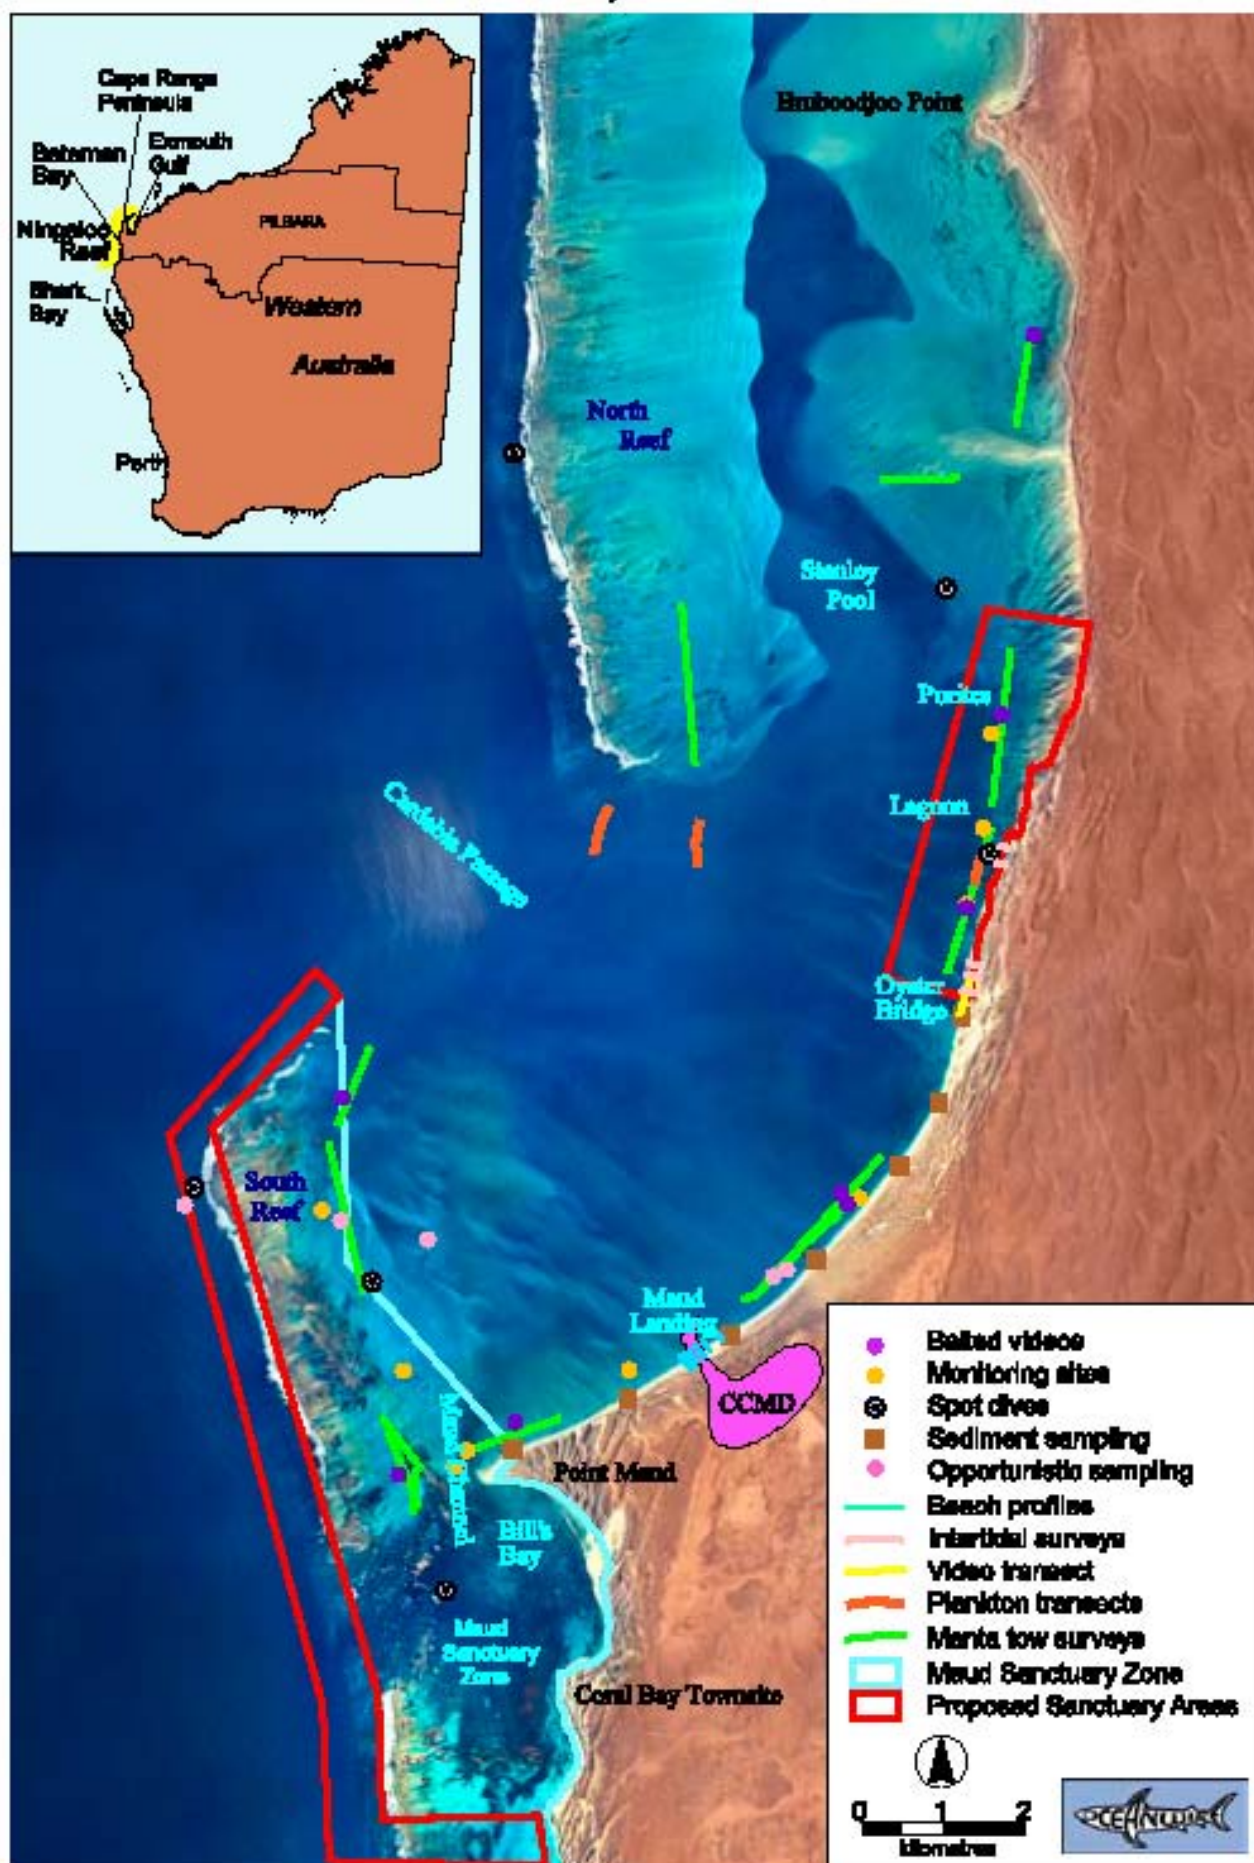 Cape Range
Peninsula
Bateman
Bay
Exmouth
Gulf
Ningaloo
Reef
PILBARA
Shark
Bay
Western
Australia
Perth
Bruboodjoo Point
North
Reef
Stanley
Pool
Porites
Lagoon
Cardabia Passage
Oyster
Bridge
South
Reef
Maud
Landing
CCMD
Maud Channel
Point Maud
Bill's
Bay
Maud
Sanctuary
Zone
Coral Bay Townsite
Baited videos
Monitoring sites
Spot dives
Sediment sampling
Opportunistic sampling
Beach profiles
Intertidal surveys
Video transect
Plankton transects
Manta tow surveys
Maud Sanctuary Zone
Proposed Sanctuary Areas
0 1 2
kilometres
OCEANWISE